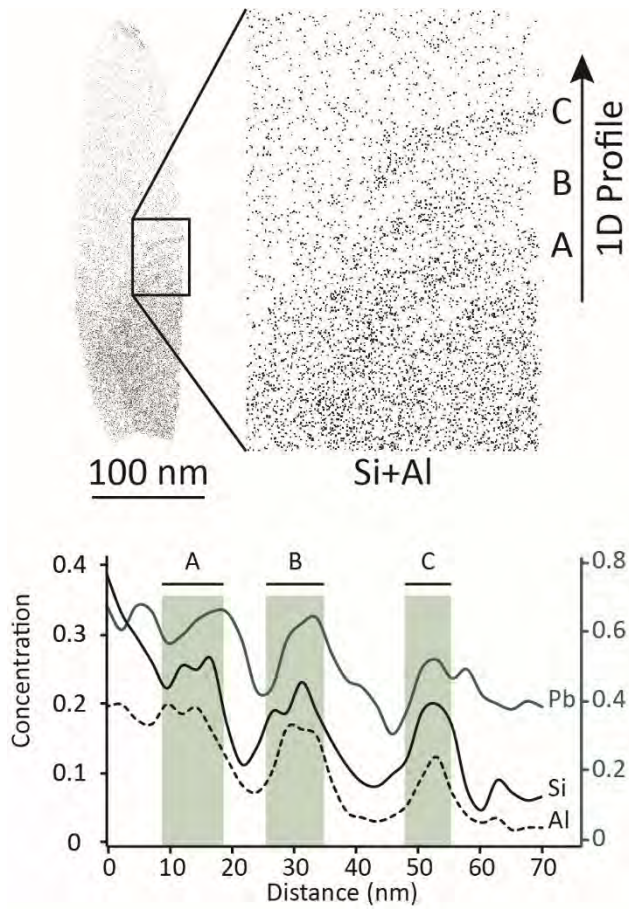 C
B
A
1D Profile
100 nm
Si+Al
A
B
C
0.4
0.3
0.2
0.1
0
Concentration
0.8
0.6
0.4
0.2
0
Pb
Si
Al
0 10 20 30 40 50 60 70
Distance (nm)